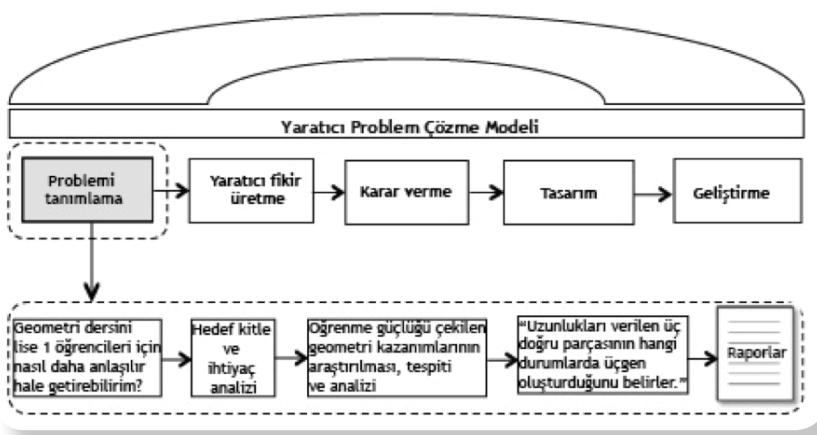 Yaratıcı Problem Çözme Modeli
Problemi
tanımlama
Yaratıcı fikir
üretme
Karar verme
Tasarım
Geliştirme
Geometri dersini
lise 1 öğrencileri için
nasıl daha anlaşılır
hale getirebilirim?
Hedef kitle
ve
ihtiyaç
analizi
Öğrenme güçlüğü çekilen
geometri kazanımlarının
araştırılması, tespiti
ve analizi
“Uzunlukları verilen üç
doğru parçasının hangi
durumlarda üçgen
oluşturduğunu belirler.”
Raporlar